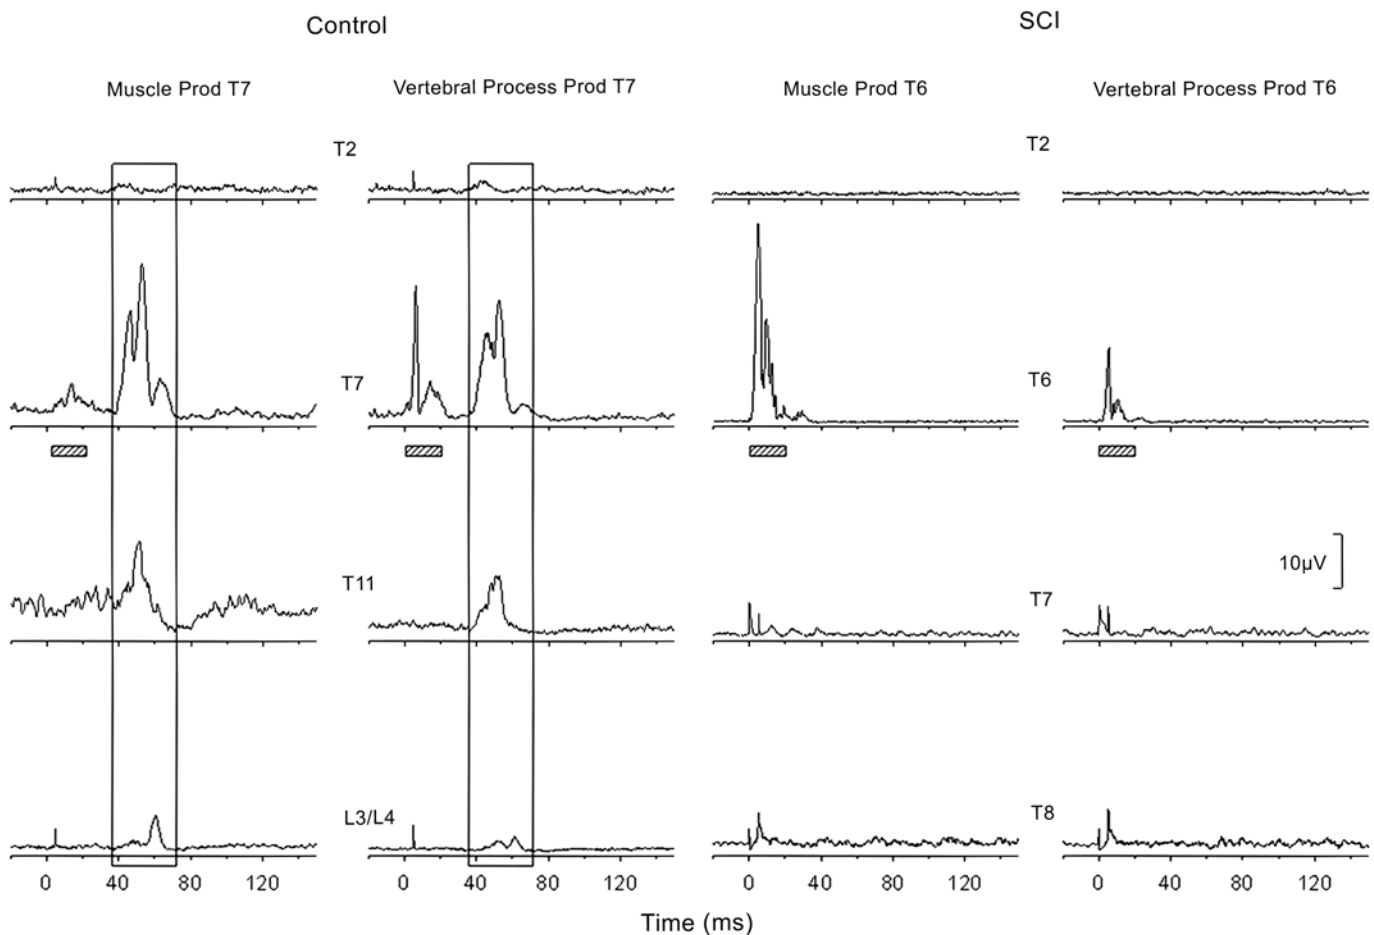 Control
SCI
Muscle Prod T7
Vertebral Process Prod T7
Muscle Prod T6
Vertebral Process Prod T6
T2
T2
T7
T6
10μV
T11
T7
L3/L4
T8
0 40 80 120
0 40 80 120
0 40 80 120
0 40 80 120
Time (ms)